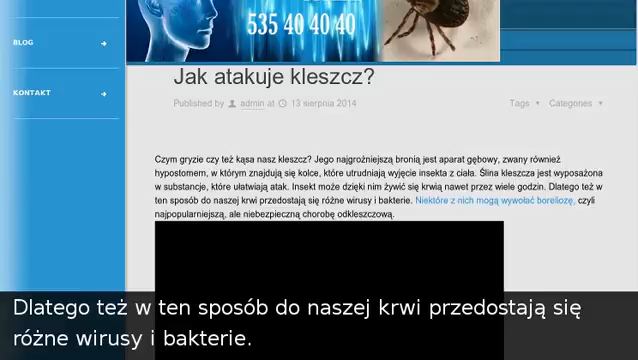 535 40 40 40
BLOG
KONTAKT
Jak atakuje kleszcz?
Published by admin at 13 sierpnia 2014
Tags Categories
Czym gryzie czy też kąsa nasz kleszcz? Jego najgroźniejszą bronią jest aparat gębowy, zwany również
hypostomem, w którym znajdują się kolce, które utrudniają wyjęcie insekta z ciała. Ślina kleszcza jest wyposażona
w substancje, które ułatwiają atak. Insekt może dzięki nim żywić się krwią nawet przez wiele godzin. Dlatego też w
ten sposób do naszej krwi przedostają się różne wirusy i bakterie. Niektóre z nich mogą wywołać boreliozę, czyli
najpopularniejszą, ale niebezpieczną chorobę odkleszczową.
Dlatego też w ten sposób do naszej krwi przedostają się
różne wirusy i bakterie.